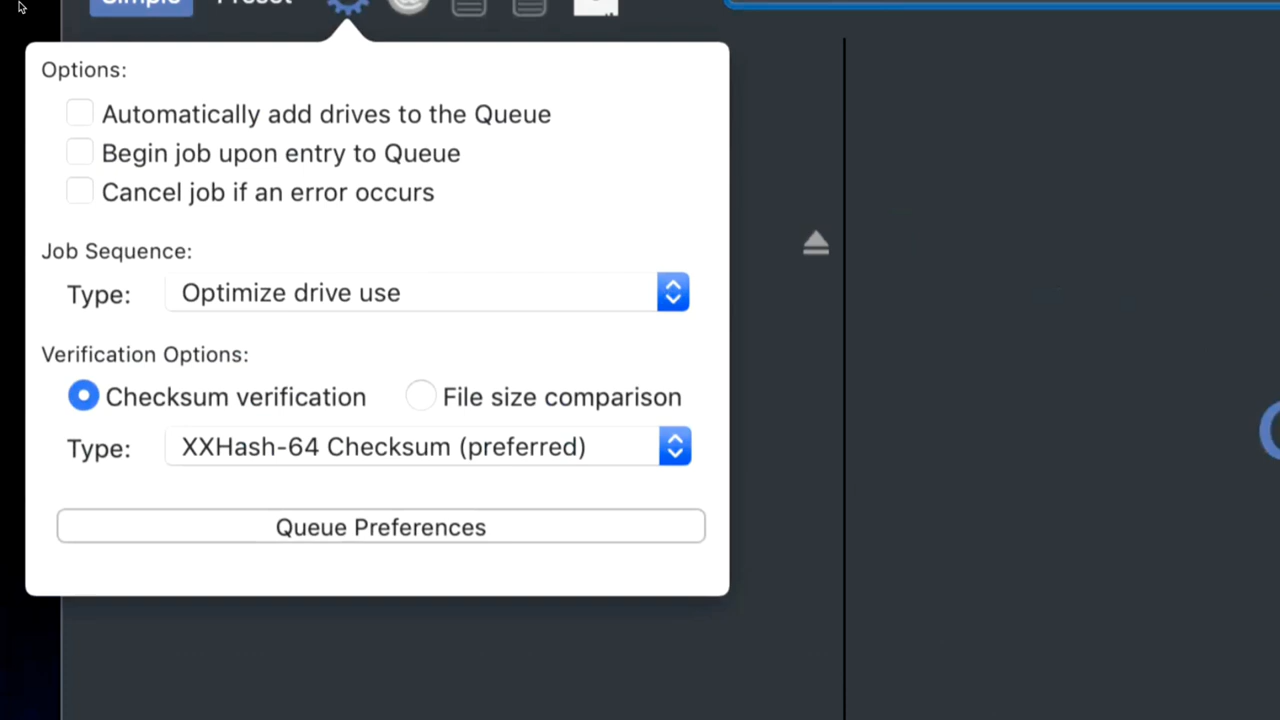 Simple Preset
Options:
Automatically add drives to the Queue
Begin job upon entry to Queue
Cancel job if an error occurs
Job Sequence:
Type: Optimize drive use
Verification Options:
Checksum verification File size comparison
Type: XXHash-64 Checksum (preferred)
Queue Preferences